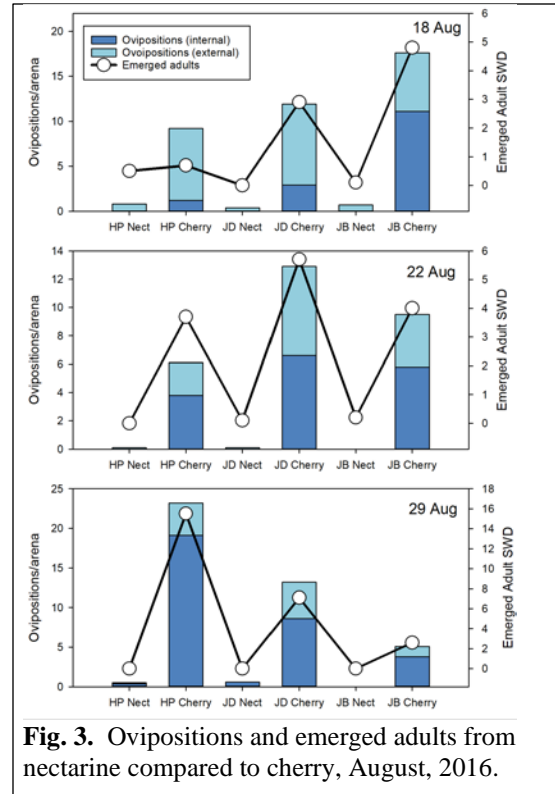 18 Aug
Ovipositions (internal)
Ovoipositions (external)
Emerged adults
Ovipositions/arena
20
15
10
5
0
6
5
4
3
2
1
0
Emerged Adult SWD
HP Nect HP Cherry JD Nect JD Cherry JB Nect JB Cherry
22 Aug
Ovipositions/arena
14
12
10
8
6
4
2
0
6
5
4
3
2
1
0
Emerged Adult SWD
HP Nect HP Cherry JD Nect JD Cherry JB Nect JB Cherry
29 Aug
Ovipositions/arena
25
20
15
10
5
0
18
16
14
12
10
8
6
4
2
0
Emerged Adult SWD
HP Nect HP Cherry JD Nect JD Cherry JB Nect JB Cherry
Fig. 3. Ovipositions and emerged adults from
nectarine compared to cherry, August, 2016.